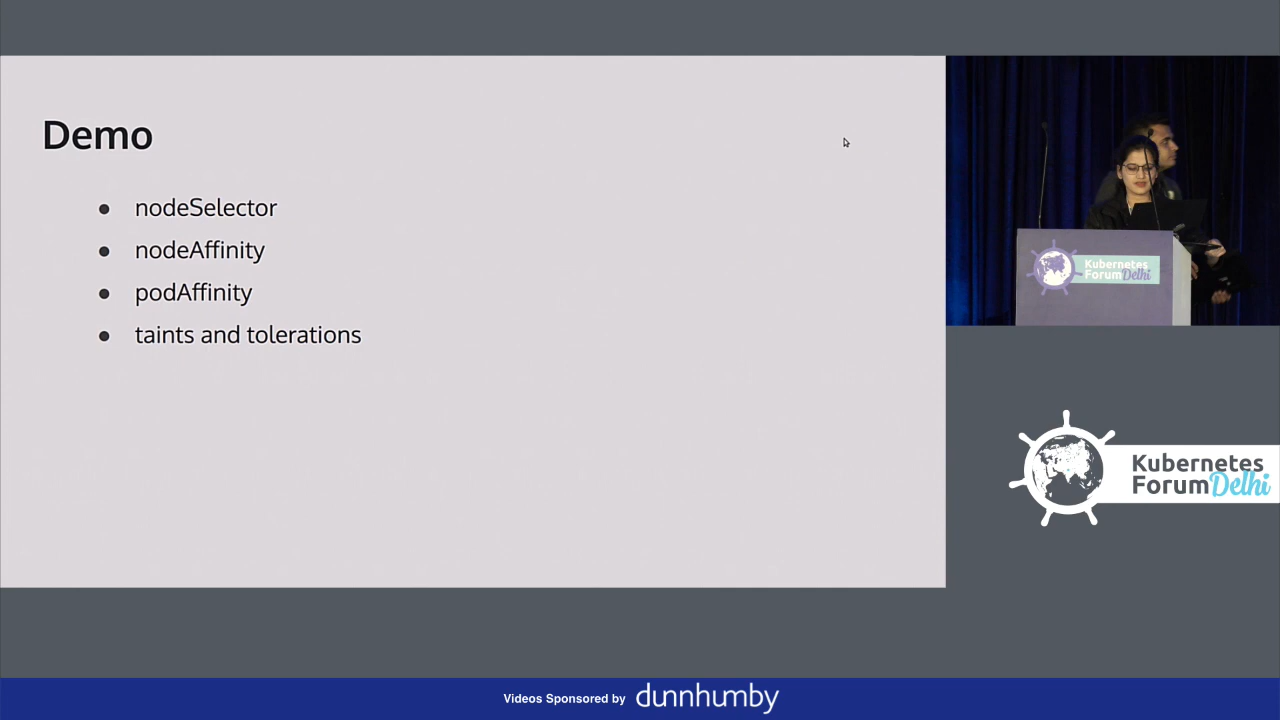 Demo
● nodeSelector
● nodeAffinity
● podAffinity
● taints and tolerations
Kubernetes
Forum Delhi
Kubernetes
Forum Delhi
Videos Sponsored by dunnhumby